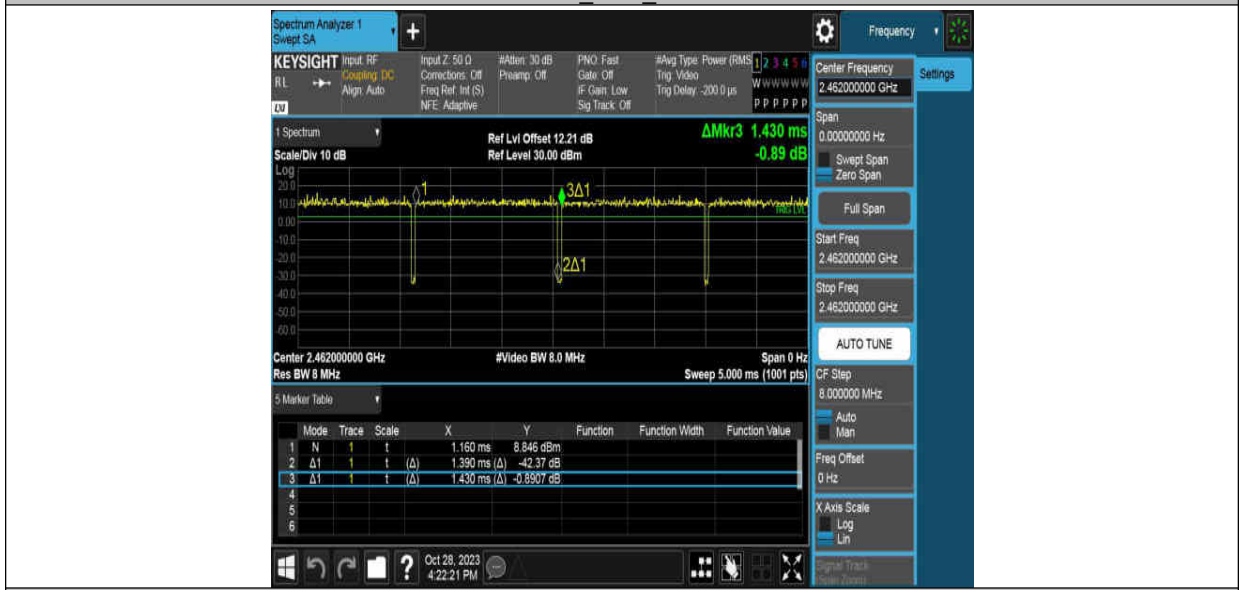 Spectrum Analyzer 1
Swept SA
+
Frequency
KEYSIGHT Input: RF
Coupling: DC
Align: Auto
RL
LXI
Input Z: 50 Ω
Corrections: Off
Freq Ref: Int (S)
NFE: Adaptive
#Atten: 30 dB
Preamp: Off
PNO: Fast
Gate: Off
IF Gain: Low
Sig Track: Off
#Avg Type: Power (RMS
Trig: Video
Trig Delay: -200.0 µs
1 2 3 4 5 6
W W W W W W
P P P P P P
Center Frequency
2.462000000 GHz
Settings
Span
0.00000000 Hz
Swept Span
Zero Span
Full Span
Start Freq
2.462000000 GHz
Stop Freq
2.462000000 GHz
AUTO TUNE
CF Step
8.000000 MHz
Auto
Man
Freq Offset
0 Hz
X Axis Scale
Log
Lin
Signal Track
(Span Zoom)
1 Spectrum
Scale/Div 10 dB
Ref Lvl Offset 12.21 dB
Ref Level 30.00 dBm
ΔMkr3 1.430 ms
-0.89 dB
Log
20.0
10.0
0.00
-10.0
-20.0
-30.0
-40.0
-50.0
-60.0
1
3Δ1
2Δ1
TRIG LVL
Center 2.462000000 GHz
#Video BW 8.0 MHz
Span 0 Hz
Res BW 8 MHz
Sweep 5.000 ms (1001 pts)
5 Marker Table
Mode Trace Scale X Y Function Function Width Function Value
1 N 1 t 1.160 ms 8.846 dBm
2 Δ1 1 t (Δ) 1.390 ms (Δ) -42.37 dB
3 Δ1 1 t (Δ) 1.430 ms (Δ) -0.8907 dB
4
5
6
?
Oct 28, 2023
4:22:21 PM